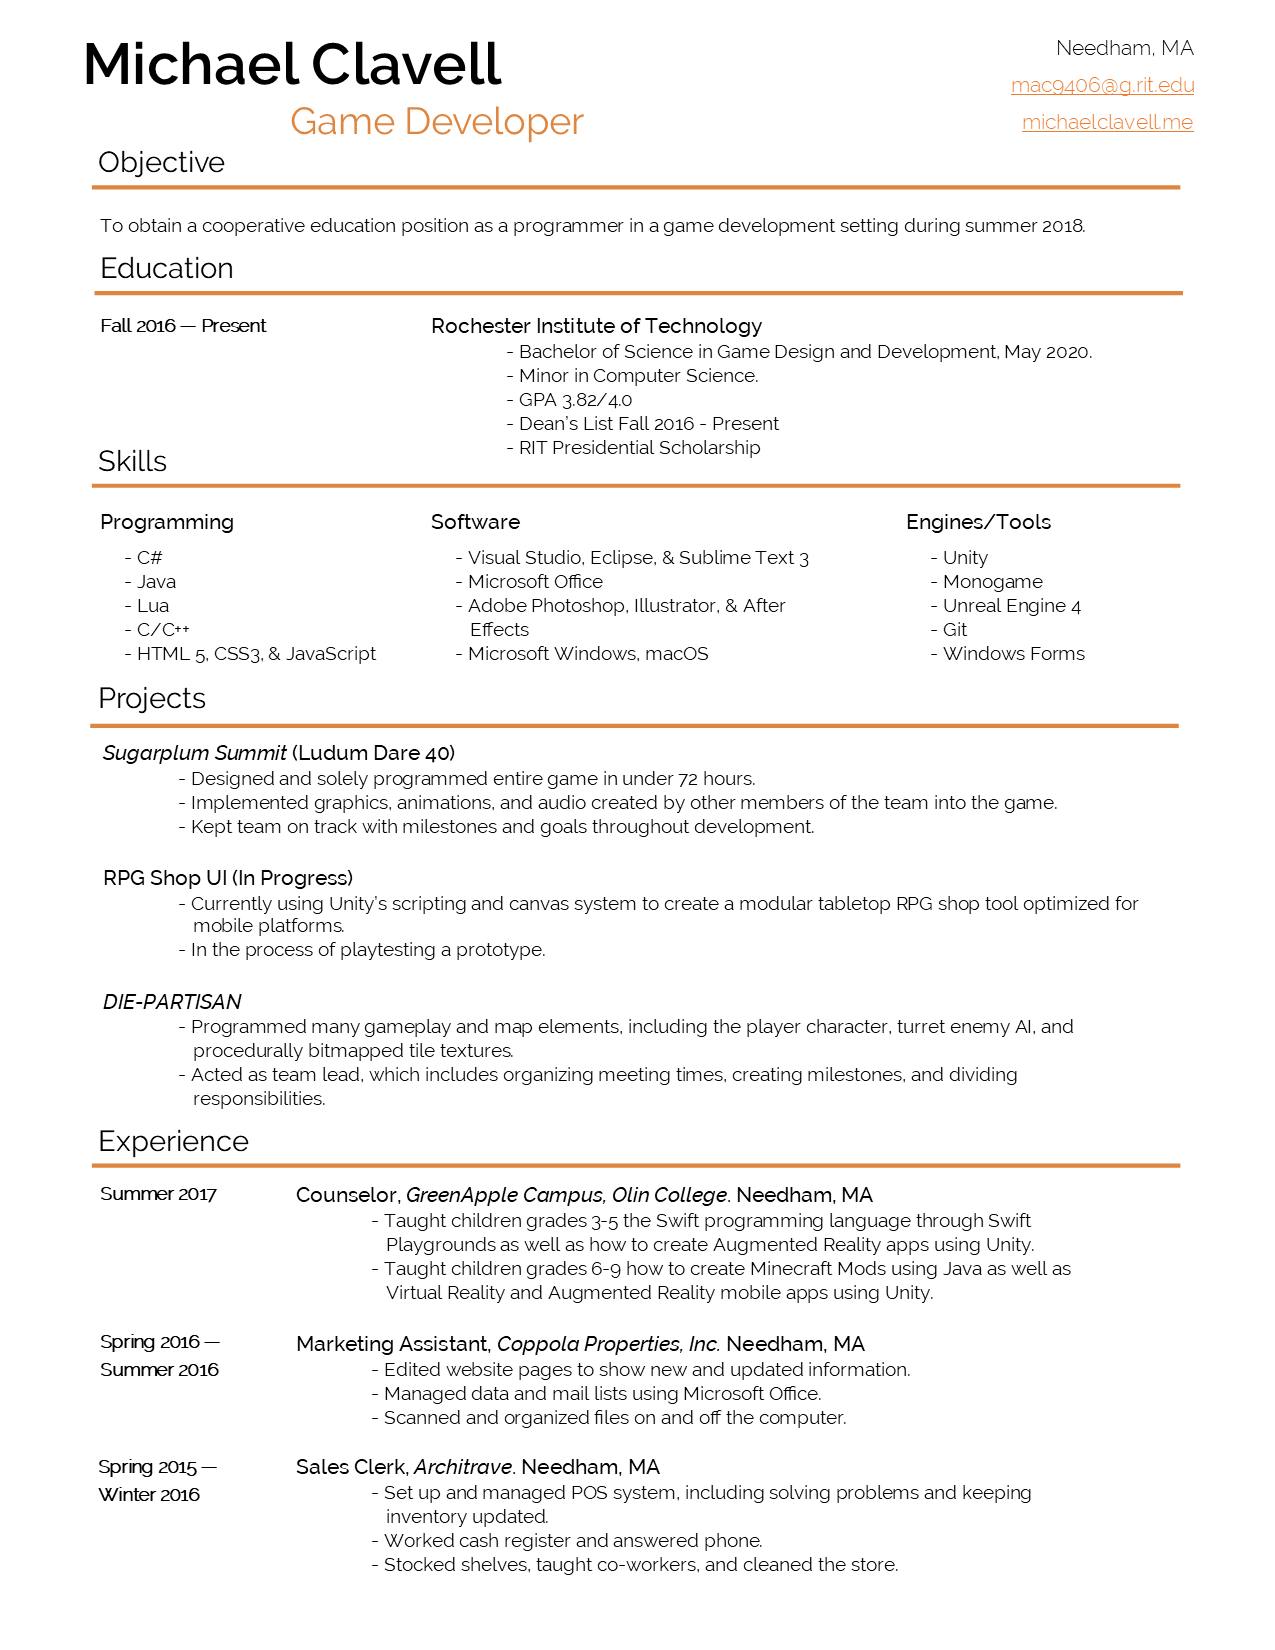 Michael Clavell
Game Developer
Needham, MA
mac9406@g.rit.edu
michaelclavell.me
Objective
To obtain a cooperative education position as a programmer in a game development setting during summer 2018.
Education
Fall 2016 — Present
Rochester Institute of Technology
- Bachelor of Science in Game Design and Development, May 2020.
- Minor in Computer Science.
- GPA 3.82/4.0
- Dean's List Fall 2016 - Present
- RIT Presidential Scholarship
Skills
Programming
- C#
- Java
- Lua
- C/C++
- HTML 5, CSS3, & JavaScript
Software
- Visual Studio, Eclipse, & Sublime Text 3
- Microsoft Office
- Adobe Photoshop, Illustrator, & After
Effects
- Microsoft Windows, macOS
Engines/Tools
- Unity
- Monogame
- Unreal Engine 4
- Git
- Windows Forms
Projects
Sugarplum Summit (Ludum Dare 40)
- Designed and solely programmed entire game in under 72 hours.
- Implemented graphics, animations, and audio created by other members of the team into the game.
- Kept team on track with milestones and goals throughout development.
RPG Shop UI (In Progress)
- Currently using Unity's scripting and canvas system to create a modular tabletop RPG shop tool optimized for
mobile platforms.
- In the process of playtesting a prototype.
DIE-PARTISAN
- Programmed many gameplay and map elements, including the player character, turret enemy AI, and
procedurally bitmapped tile textures.
- Acted as team lead, which includes organizing meeting times, creating milestones, and dividing
responsibilities.
Experience
Summer 2017
Counselor, GreenApple Campus, Olin College. Needham, MA
- Taught children grades 3-5 the Swift programming language through Swift
Playgrounds as well as how to create Augmented Reality apps using Unity.
- Taught children grades 6-9 how to create Minecraft Mods using Java as well as
Virtual Reality and Augmented Reality mobile apps using Unity.
Spring 2016 —
Summer 2016
Marketing Assistant, Coppola Properties, Inc. Needham, MA
- Edited website pages to show new and updated information.
- Managed data and mail lists using Microsoft Office.
- Scanned and organized files on and off the computer.
Spring 2015 —
Winter 2016
Sales Clerk, Architrave. Needham, MA
- Set up and managed POS system, including solving problems and keeping
inventory updated.
- Worked cash register and answered phone.
- Stocked shelves, taught co-workers, and cleaned the store.